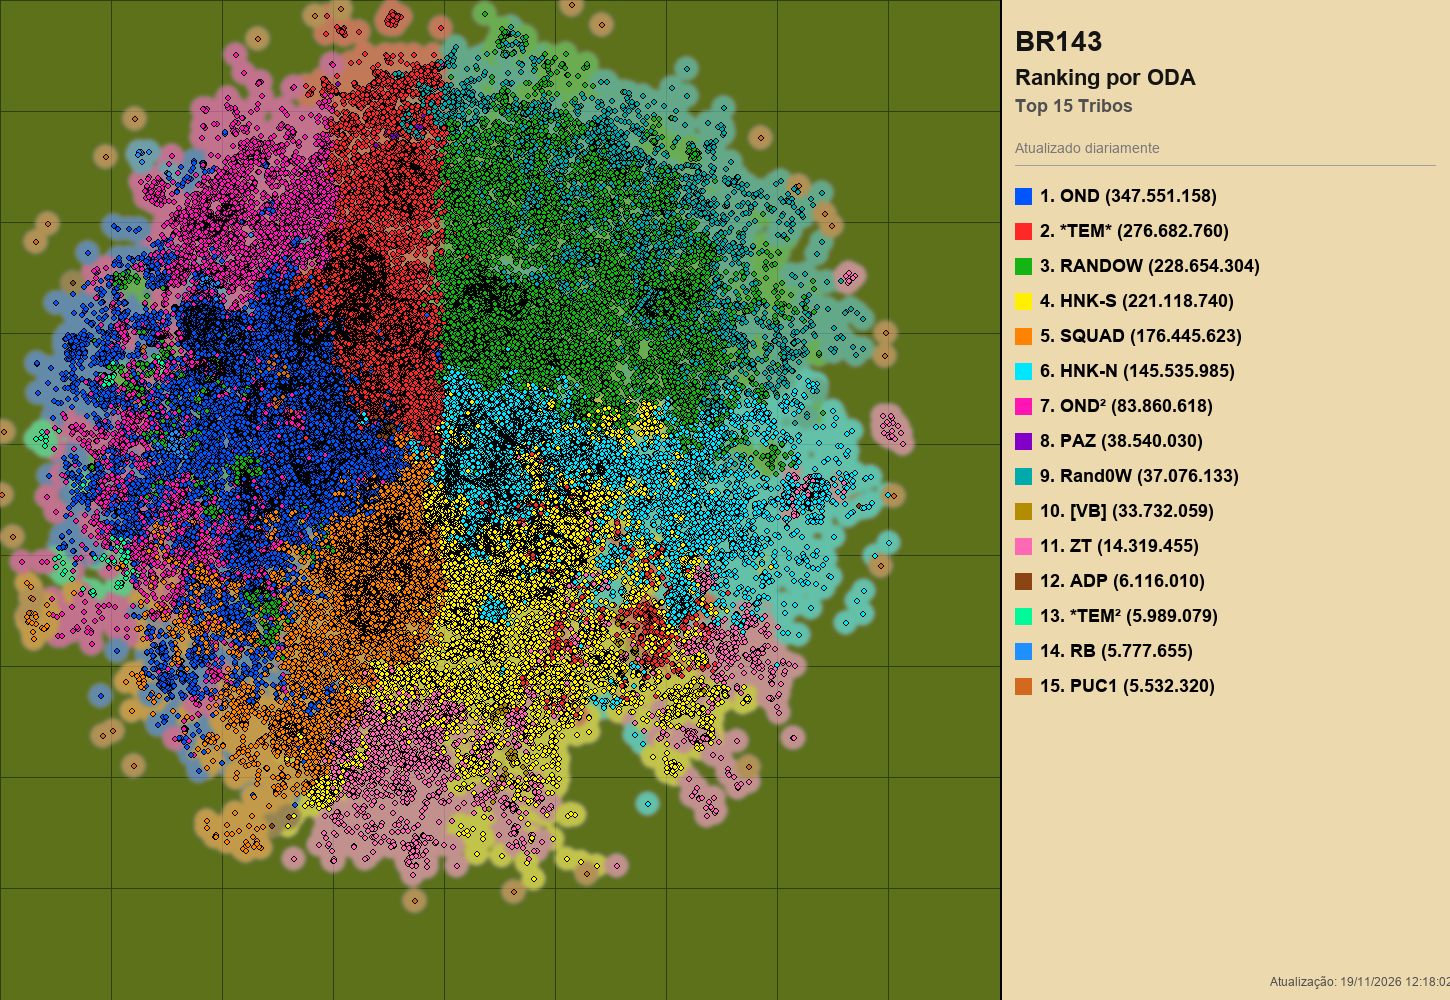 BR143
Ranking por ODA
Top 15 Tribos
Atualizado diariamente
1. OND (347.551.158)
2. *TEM* (276.682.760)
3. RANDOW (228.654.304)
4. HNK-S (221.118.740)
5. SQUAD (176.445.623)
6. HNK-N (145.535.985)
7. OND² (83.860.618)
8. PAZ (38.540.030)
9. Rand0W (37.076.133)
10. [VB] (33.732.059)
11. ZT (14.319.455)
12. ADP (6.116.010)
13. *TEM² (5.989.079)
14. RB (5.777.655)
15. PUC1 (5.532.320)
Atualização: 19/11/2026 12:18:02